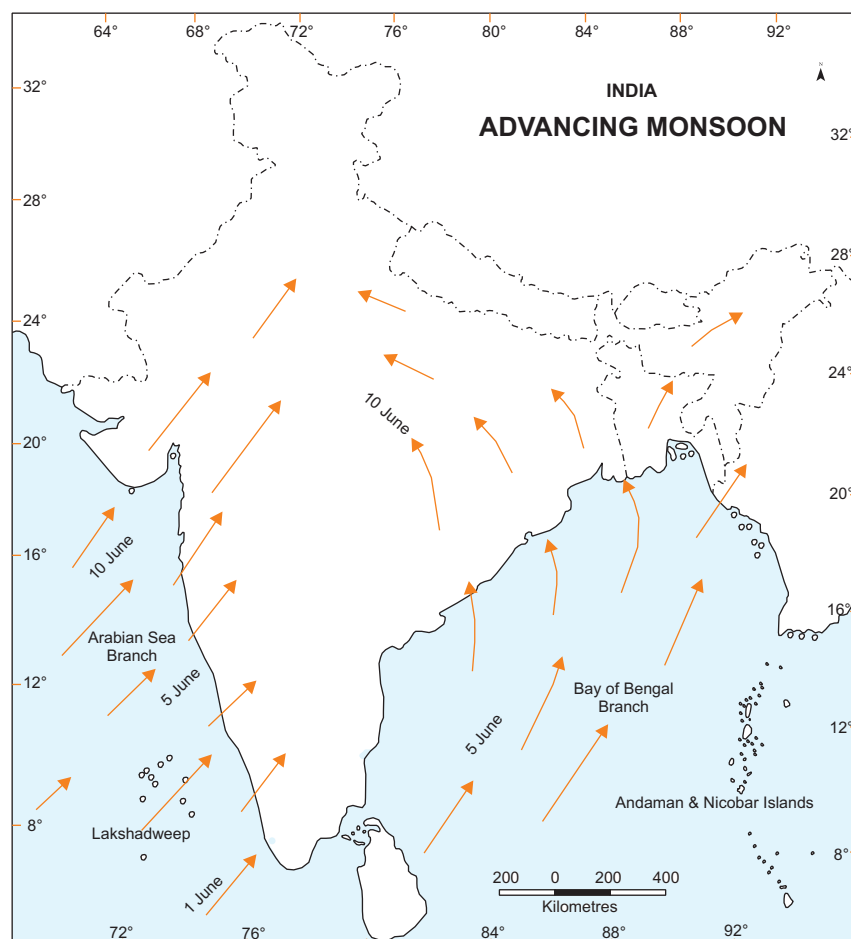 64° 68° 72° 76° 80° 84° 88° 92°
N
INDIA
ADVANCING MONSOON
32° 32°
28° 28°
24° 24°
10 June
20° 20°
16° 16°
10 June
Arabian Sea
Branch
5 June
12° 12°
Bay of Bengal
Branch
5 June
Andaman & Nicobar Islands
Lakshadweep
8° 8°
1 June
200 0 200 400
Kilometres
72° 76° 84° 88° 92°